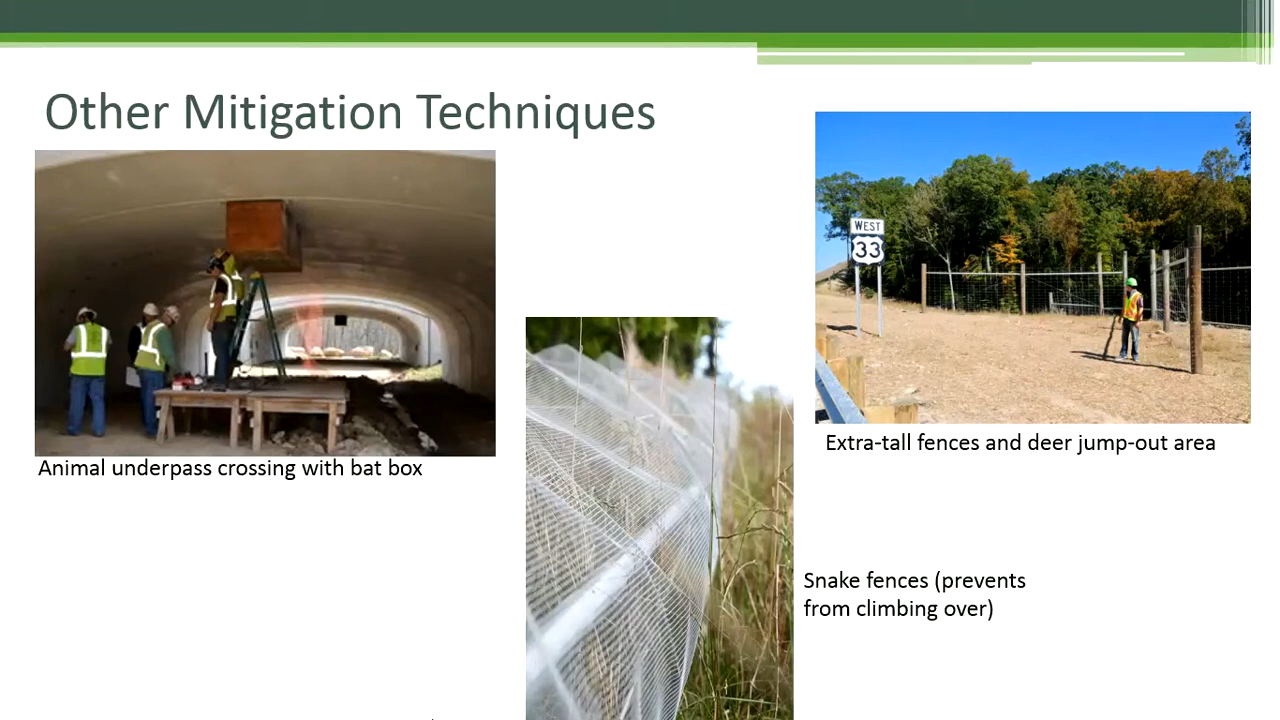 Other Mitigation Techniques
WEST
33
Animal underpass crossing with bat box
Extra-tall fences and deer jump-out area
Snake fences (prevents
from climbing over)